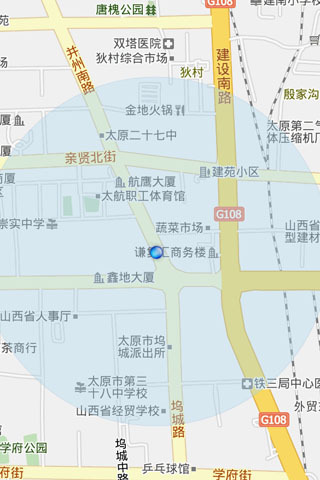 唐槐公园
G108
建南小学校
双塔医院
狄村综合市场
并州南路
建设南路
狄村
殷家沟
金地火锅
太原第二气
体压缩机厂
太原二十七中
大厦
亲贤北街
建苑小区
航鹰大厦
商厦
太航职工体育馆
G108
崇实中学
蔬菜市场
山西省
型建材
商务楼
鑫地大厦
山西省人事厅
东商行
太原市坞
城派出所
太原市第三
十八中学校
铁三局中心医
外贸
山西省经贸学校
G108
坞城路
学府公园
坞城中路
乒乓球馆
学府街
府街